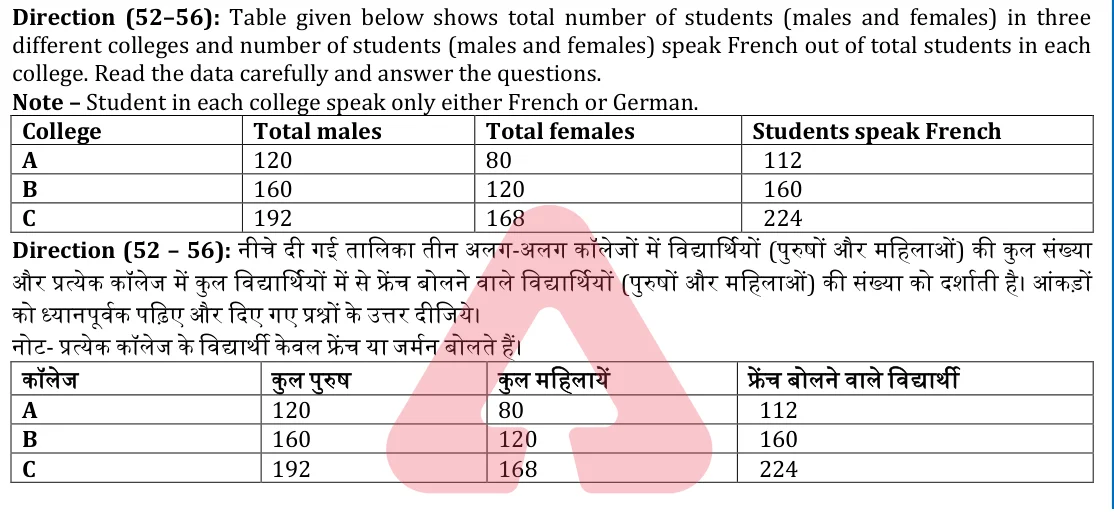 Direction (52–56): Table given below shows total number of students (males and females) in three
different colleges and number of students (males and females) speak French out of total students in each
college. Read the data carefully and answer the questions.
Note – Student in each college speak only either French or German.
College Total males Total females Students speak French
A 120 80 112
B 160 120 160
C 192 168 224
Direction (52 – 56): नीचे दी गई तालिका तीन अलग-अलग कॉलेजों में विद्यार्थियों (पुरुषों और महिलाओं) की कुल संख्या
और प्रत्येक कॉलेज में कुल विद्यार्थियों में से फ्रेंच बोलने वाले विद्यार्थियों (पुरुषों और महिलाओं) की संख्या को दर्शाती है। आंकड़ों
को ध्यानपूर्वक पढ़िए और दिए गए प्रश्नों के उत्तर दीजिये।
नोट- प्रत्येक कॉलेज के विद्यार्थी केवल फ्रेंच या जर्मन बोलते हैं।
कॉलेज कुल पुरुष कुल महिलायें फ्रेंच बोलने वाले विद्यार्थी
A 120 80 112
B 160 120 160
C 192 168 224